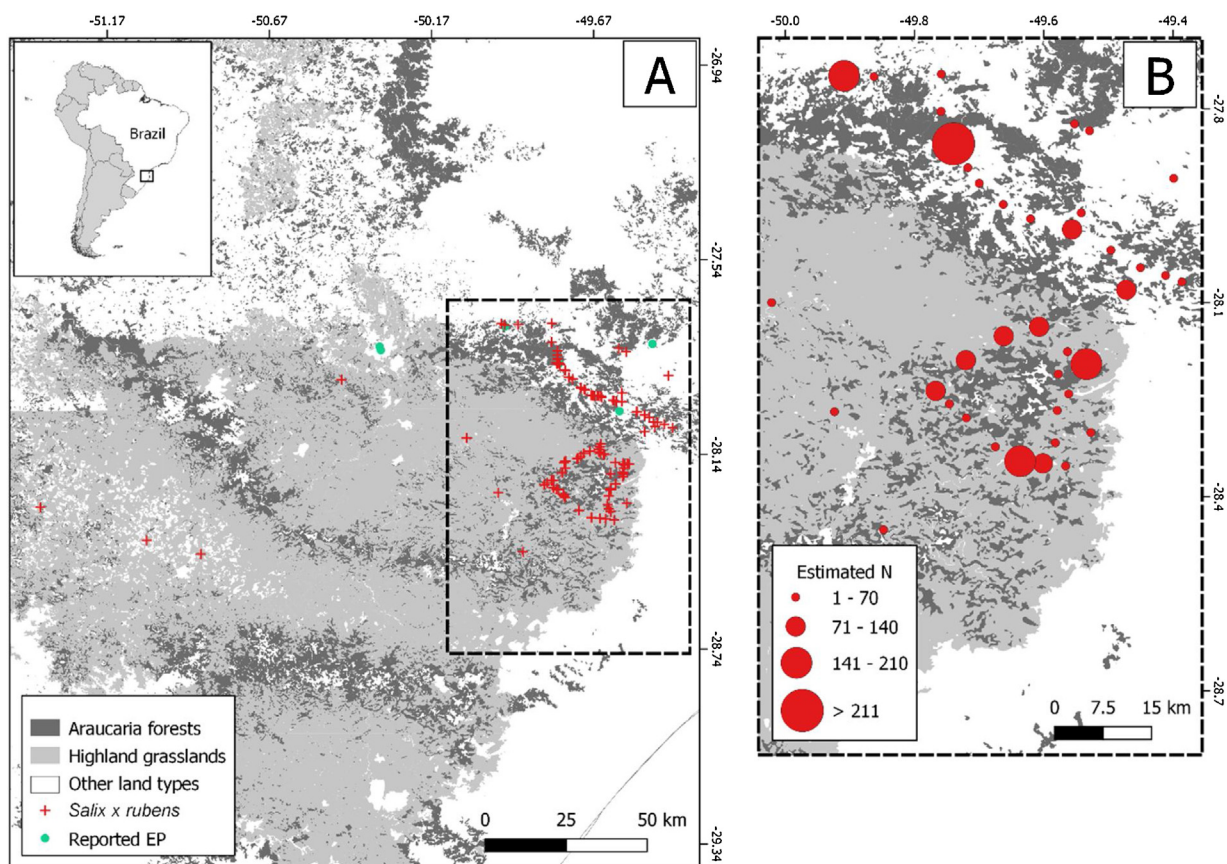 -51.17 -50.67 -50.17 -49.67
A
Brazil
-26.94
-27.54
-28.14
-28.74
-29.34
Araucaria forests
Highland grasslands
Other land types
Salix x rubens
Reported EP
0 25 50 km
-50.0 -49.8 -49.6 -49.4
B
-27.8
-28.1
-28.4
-28.7
Estimated N
1 - 70
71 - 140
141 - 210
> 211
0 7.5 15 km